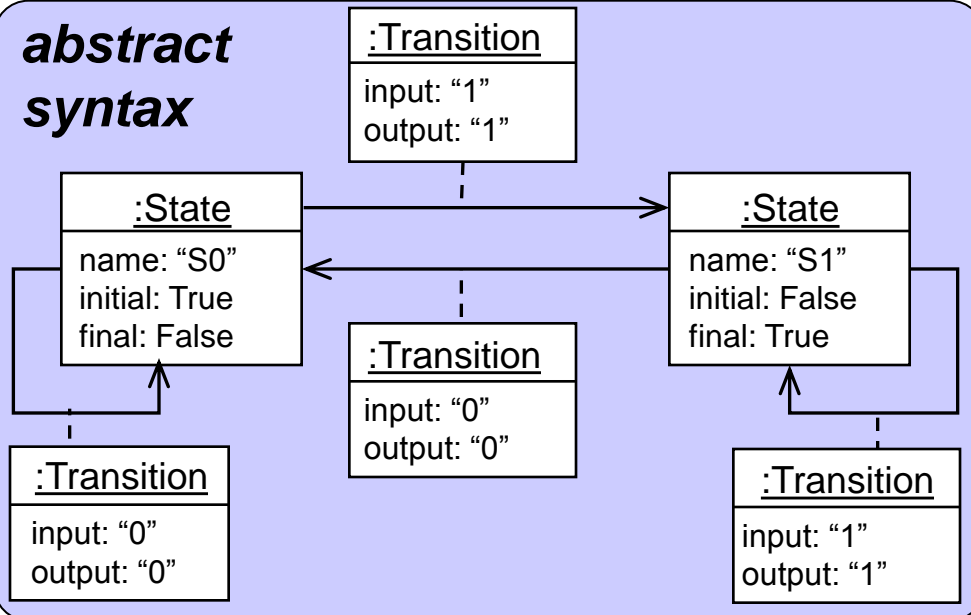 abstract
syntax
:Transition
input: “1”
output: “1”
:State
name: “S0”
initial: True
final: False
:State
name: “S1”
initial: False
final: True
:Transition
input: “0”
output: “0”
:Transition
input: “0”
output: “0”
:Transition
input: “1”
output: “1”